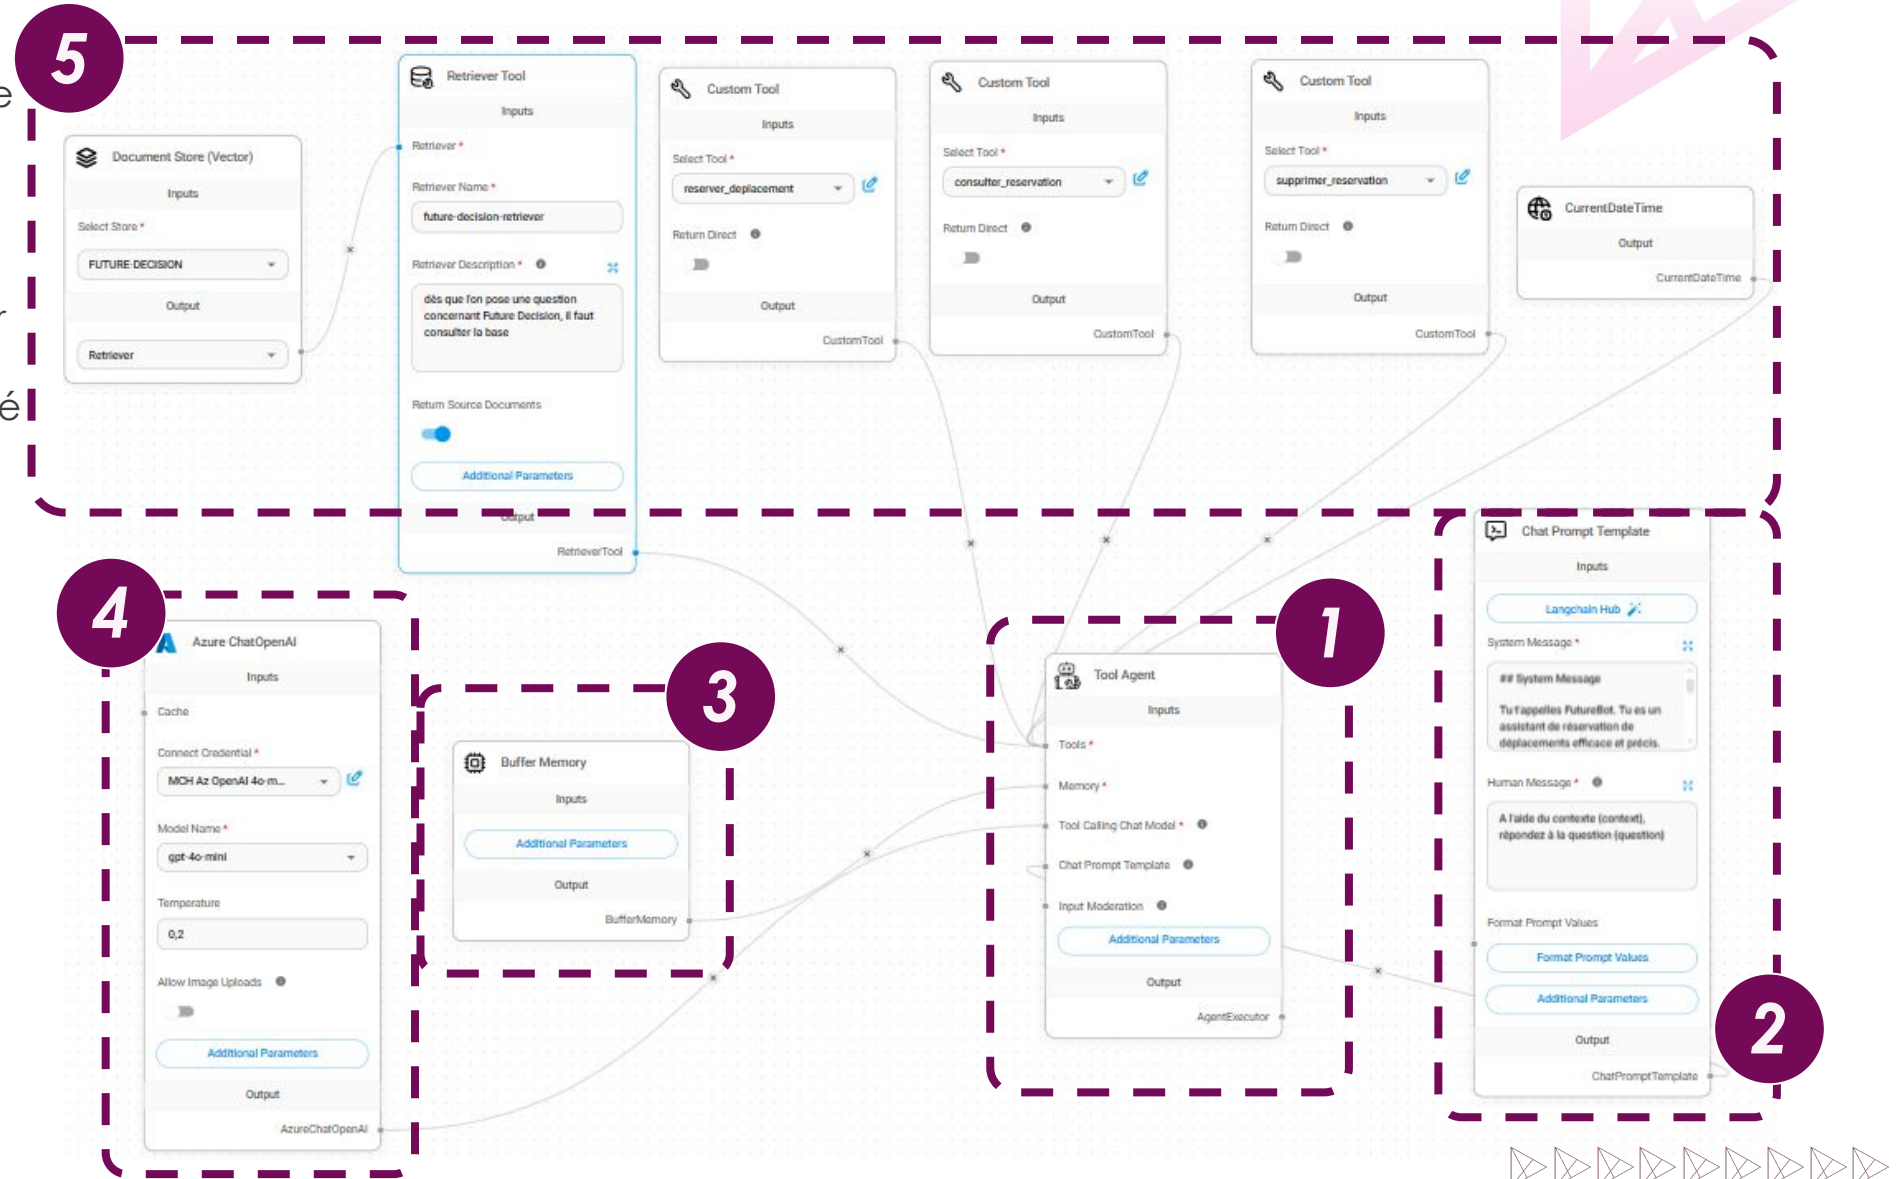 5
e
r
é
Document Store (Vector)
Inputs
Select Store *
FUTURE-DECISION
Output
Retriever
Retriever Tool
Inputs
Retriever *
Retriever Name *
future-decision-retriever
Retriever Description *
dès que l'on pose une question
concernant Future Decision, il faut
consulter la base
Return Source Documents
Additional Parameters
Output
RetrieverTool
Custom Tool
Inputs
Select Tool *
reserver_deplacement
Return Direct
Output
CustomTool
Custom Tool
Inputs
Select Tool *
consulter_reservation
Return Direct
Output
CustomTool
Custom Tool
Inputs
Select Tool *
supprimer_reservation
Return Direct
Output
CustomTool
CurrentDateTime
Output
CurrentDateTime
4
Azure ChatOpenAI
Inputs
Cache
Connect Credential *
MCH Az OpenAI 4o-m...
Model Name *
gpt-4o-mini
Temperature
0,2
Allow Image Uploads
Additional Parameters
Output
AzureChatOpenAI
3
Buffer Memory
Inputs
Additional Parameters
Output
BufferMemory
1
Tool Agent
Inputs
Tools *
Memory *
Tool Calling Chat Model *
Chat Prompt Template
Input Moderation
Additional Parameters
Output
AgentExecutor
Chat Prompt Template
Inputs
Langchain Hub
System Message *
## System Message
Tu t'appelles FutureBot. Tu es un
assistant de réservation de
déplacements efficace et précis.
Human Message *
A l'aide du contexte {context},
répondez à la question {question}
Format Prompt Values
Format Prompt Values
Additional Parameters
2
Output
ChatPromptTemplate